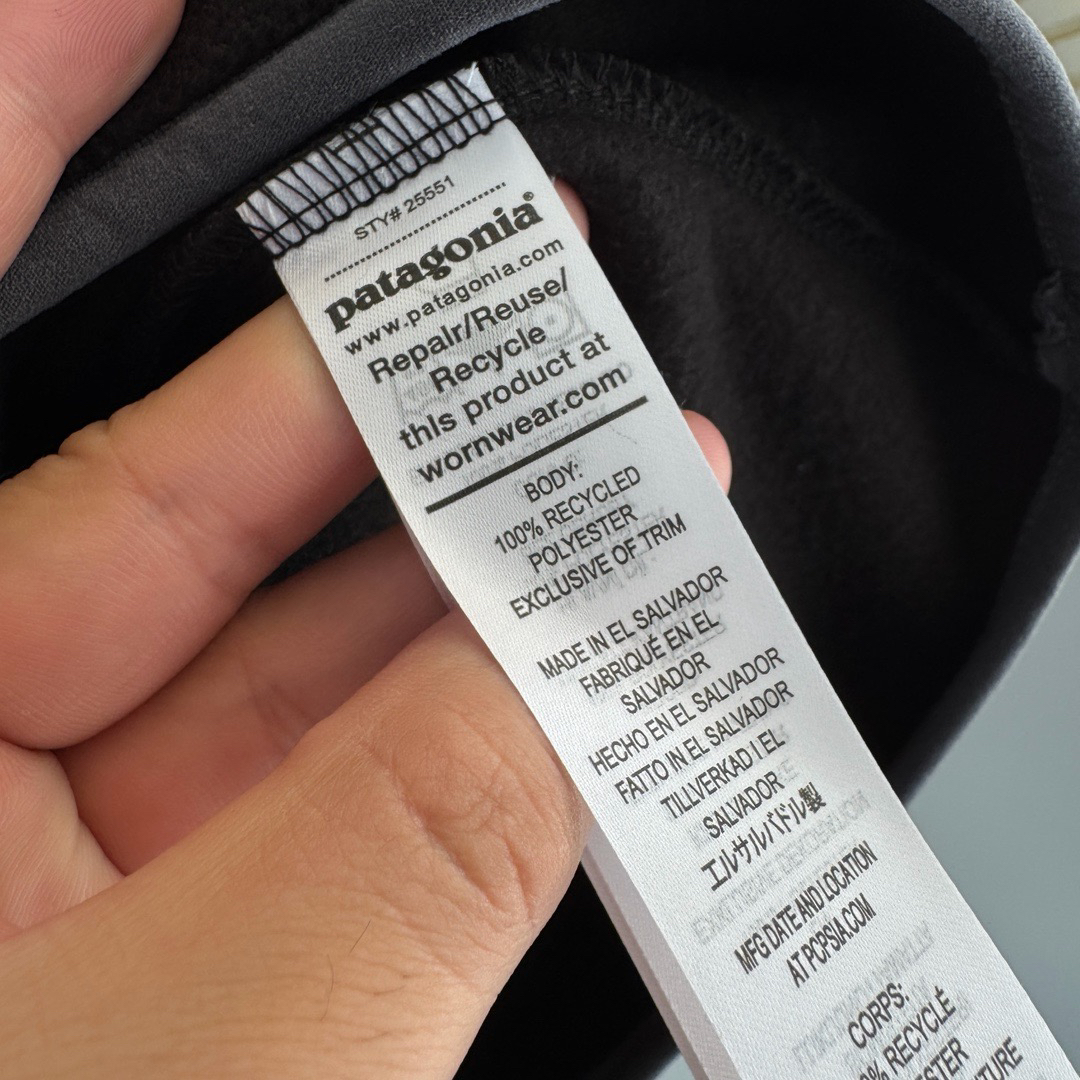 STY# 25551
patagonia®
www.patagonia.com
Repair/Reuse/
Recycle
this product at
wornwear.com
BODY:
100% RECYCLED
POLYESTER
EXCLUSIVE OF TRIM
MADE IN EL SALVADOR
FABRIQUÉ EN EL
SALVADOR
HECHO EN EL SALVADOR
FATTO IN EL SALVADOR
TILLVERKAD I EL
SALVADOR
エルサルバドル製
MFG DATE AND LOCATION
AT PCPSIA.COM
CORPS:
RECYCLÉ